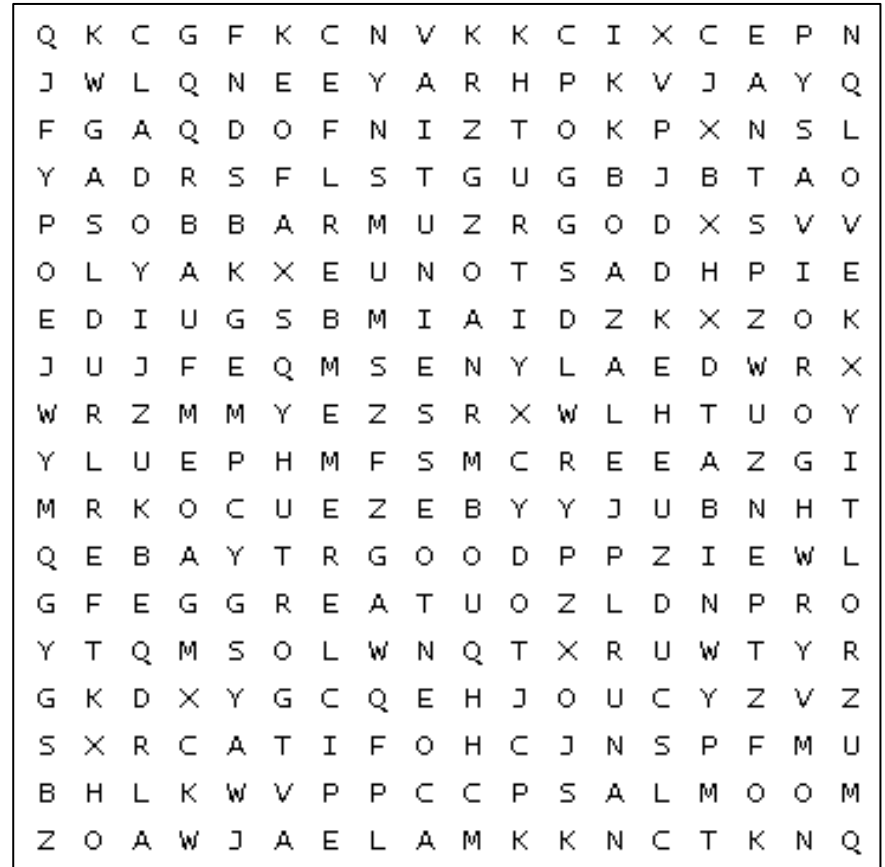 Q K C G F K C N V K K C I X C E P N
J W L Q N E E Y A R H P K V J A Y Q
F G A Q D O F N I Z T O K P X N S L
Y A D R S F L S T G U G B J B T A O
P S O B B A R M U Z R G O D X S V V
O L Y A K X E U N O T S A D H P I E
E D I U G S B M I A I D Z K X Z O K
J U J F E Q M S E N Y L A E D W R X
W R Z M M Y E Z S R X W L H T U O Y
Y L U E P H M F S M C R E E A Z G I
M R K O C U E Z E B Y Y J U B N H T
Q E B A Y T R G O O D P P Z I E W L
G F E G G R E A T U O Z L D N P R O
Y T Q M S O L W N Q T X R U W T Y R
G K D X Y G C Q E H J O U C Y Z V Z
S X R C A T I F O H C J N S P F M U
B H L K W V P P C C P S A L M O O M
Z O A W J A E L A M K K N C T K N Q